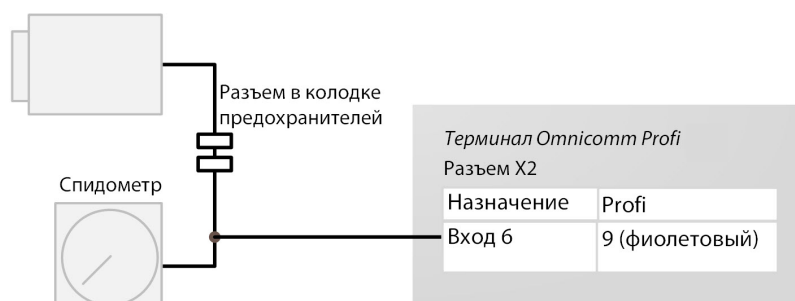 Разъем в колодке
предохранителей
Спидометр
Терминал Omnicomm Profi
Разъем X2
Назначение Profi
Вход 6 9 (фиолетовый)